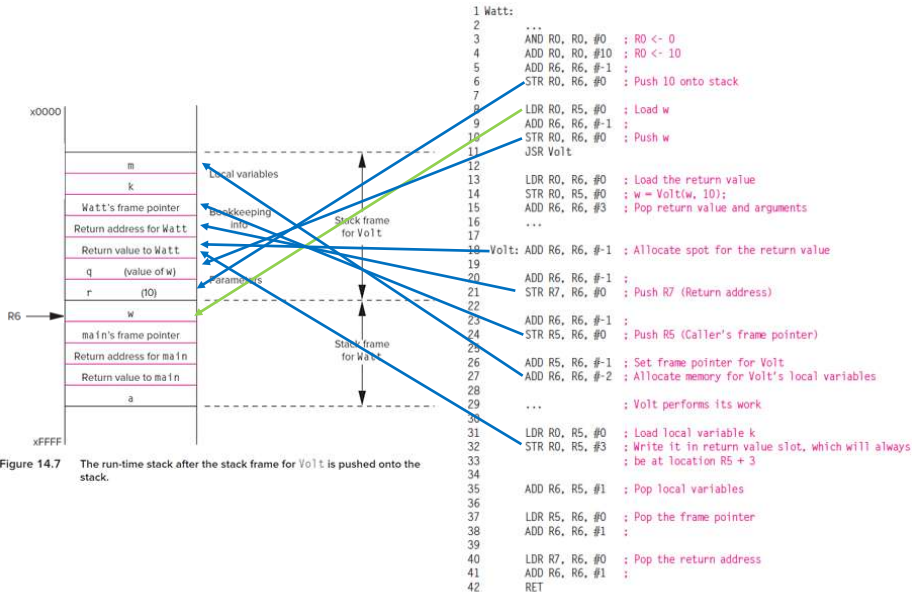 x0000
m
k
Watt's frame pointer
Return address for Watt
Return value to Watt
q (value of w)
r (10)
w
main's frame pointer
Return address for main
Return value to main
a
xFFFF
R6
Local variables
Bookkeeping
info
Parameters
Stack frame
for Volt
Stack frame
for Watt
Figure 14.7 The run-time stack after the stack frame for Volt is pushed onto the
stack.
1 Watt:
2 ...
3 AND R0, R0, #0 ; R0 <- 0
4 ADD R0, R0, #10 ; R0 <- 10
5 ADD R6, R6, #-1 ;
6 STR R0, R6, #0 ; Push 10 onto stack
7
8 LDR R0, R5, #0 ; Load w
9 ADD R6, R6, #-1 ;
10 STR R0, R6, #0 ; Push w
11 JSR Volt
12
13 LDR R0, R6, #0 ; Load the return value
14 STR R0, R5, #0 ; w = Volt(w, 10);
15 ADD R6, R6, #3 ; Pop return value and arguments
16 ...
17
18 Volt: ADD R6, R6, #-1 ; Allocate spot for the return value
19
20 ADD R6, R6, #-1 ;
21 STR R7, R6, #0 ; Push R7 (Return address)
22
23 ADD R6, R6, #-1 ;
24 STR R5, R6, #0 ; Push R5 (Caller's frame pointer)
25
26 ADD R5, R6, #-1 ; Set frame pointer for Volt
27 ADD R6, R6, #-2 ; Allocate memory for Volt's local variables
28
29 ... ; Volt performs its work
30
31 LDR R0, R5, #0 ; Load local variable k
32 STR R0, R5, #3 ; Write it in return value slot, which will always
33 ; be at location R5 + 3
34
35 ADD R6, R5, #1 ; Pop local variables
36
37 LDR R5, R6, #0 ; Pop the frame pointer
38 ADD R6, R6, #1 ;
39
40 LDR R7, R6, #0 ; Pop the return address
41 ADD R6, R6, #1 ;
42 RET